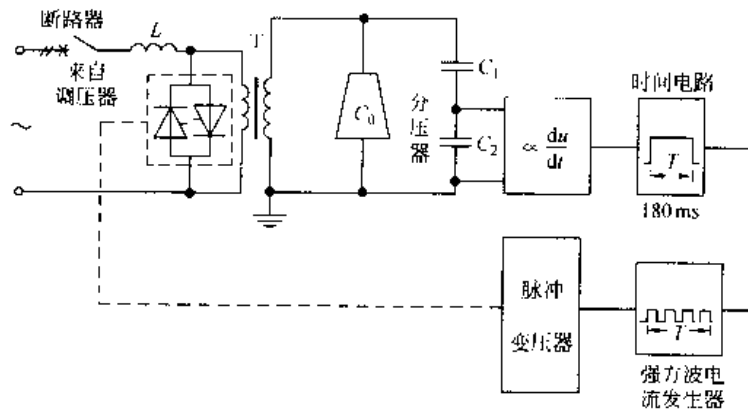 断路器
L
T
来自
调压器
~
C₀
分压器
C₁
C₂
∝ du/dt
时间电路
T
180 ms
脉冲
变压器
T
强方波电
流发生器